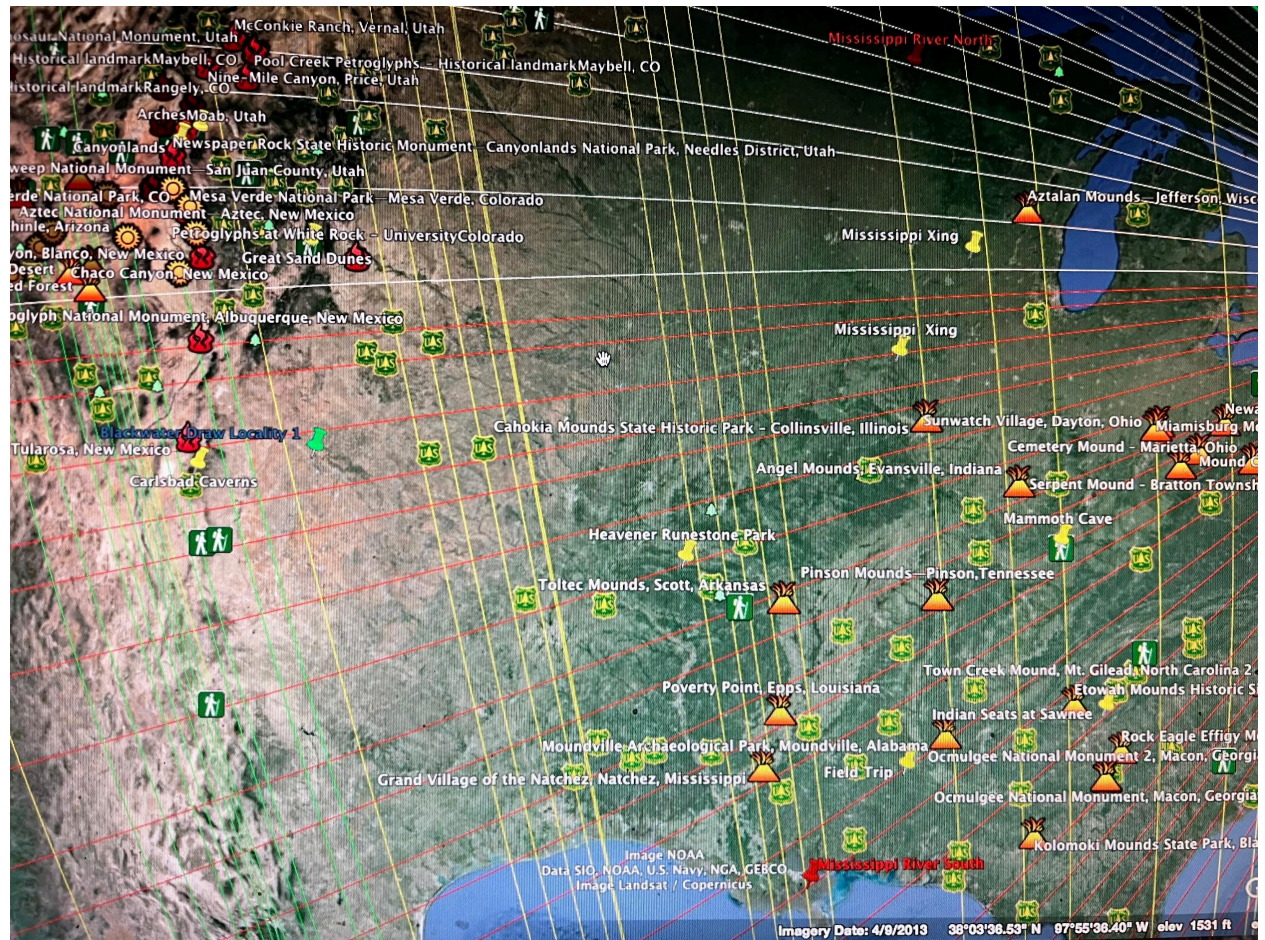 McConkie Ranch, Vernal, Utah
osaur National Monument, Utah
Mississippi River North
Historical landmarkMaybell, CO
Pool Creek Petroglyphs - Historical landmarkMaybell, CO
Nine-Mile Canyon, Price, Utah
istorical landmarkRangely, CO
ArchesMoab, Utah
Canyonlands
Newspaper Rock State Historic Monument - Canyonlands National Park, Needles District, Utah
weep National Monument—San Juan County, Utah
erde National Park, CO
Mesa Verde National Park—Mesa Verde, Colorado
Aztalan Mounds—Jefferson, Wisc
Aztec National Monument - Aztec, New Mexico
hinle, Arizona
Petroglyphs at White Rock - UniversityColorado
Mississippi Xing
yon, Blanco, New Mexico
Great Sand Dunes
Desert
Chaco Canyon, New Mexico
ed Forest
oglyph National Monument, Albuquerque, New Mexico
Mississippi Xing
Newa
Cahokia Mounds State Historic Park - Collinsville, Illinois
Sunwatch Village, Dayton, Ohio
Miamisburg Mo
Blackwater Draw Locality 1
Tularosa, New Mexico
Cemetery Mound - Marietta, Ohio
Mound C
Angel Mounds, Evansville, Indiana
Carlsbad Caverns
Serpent Mound - Bratton Townsh
Mammoth Cave
Heavener Runestone Park
Pinson Mounds—Pinson,Tennessee
Toltec Mounds, Scott, Arkansas
Town Creek Mound, Mt. Gilead, North Carolina 2
Poverty Point, Epps, Louisiana
Etowah Mounds Historic Si
Indian Seats at Sawnee
Rock Eagle Effigy Mo
Moundville Archaeological Park, Moundville, Alabama
Ocmulgee National Monument 2, Macon, Georgia
Field Trip
Grand Village of the Natchez, Natchez, Mississippi
Ocmulgee National Monument, Macon, Georgia
Kolomoki Mounds State Park, Bla
Image NOAA
Mississippi River South
Data SIO, NOAA, U.S. Navy, NGA, GEBCO
Image Landsat / Copernicus
Imagery Date: 4/9/2013 38°03'36.53" N 97°55'36.40" W elev 1531 ft